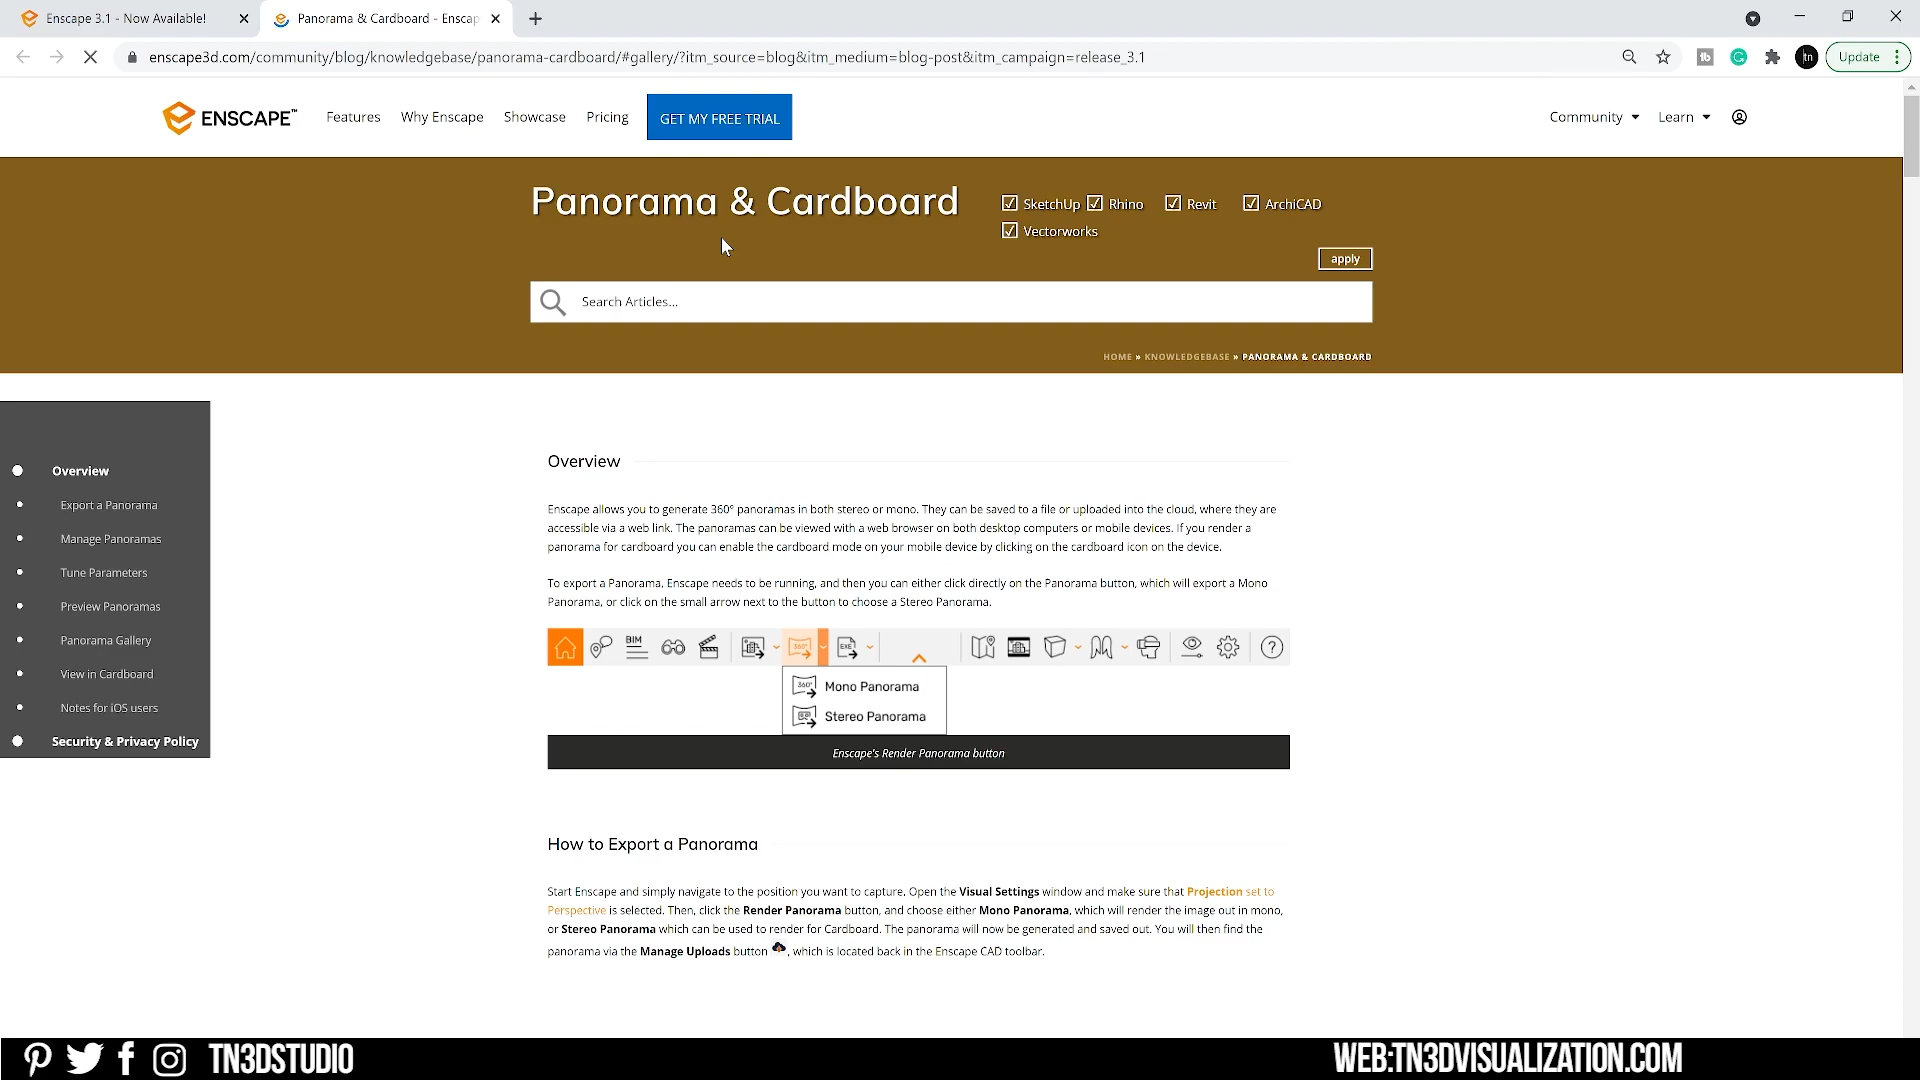 Enscape 3.1 - Now Available!
Panorama & Cardboard - Enscap
enscape3d.com/community/blog/knowledgebase/panorama-cardboard/#gallery/?itm_source=blog&itm_medium=blog-post&itm_campaign=release_3.1
Update
ENSCAPE™
Features
Why Enscape
Showcase
Pricing
GET MY FREE TRIAL
Community
Learn
Panorama & Cardboard
SketchUp
Rhino
Revit
ArchiCAD
Vectorworks
apply
Search Articles...
HOME » KNOWLEDGEBASE » PANORAMA & CARDBOARD
Overview
Export a Panorama
Manage Panoramas
Tune Parameters
Preview Panoramas
Panorama Gallery
View in Cardboard
Notes for iOS users
Security & Privacy Policy
Overview
Enscape allows you to generate 360° panoramas in both stereo or mono. They can be saved to a file or uploaded into the cloud, where they are
accessible via a web link. The panoramas can be viewed with a web browser on both desktop computers or mobile devices. If you render a
panorama for cardboard you can enable the cardboard mode on your mobile device by clicking on the cardboard icon on the device.
To export a Panorama, Enscape needs to be running, and then you can either click directly on the Panorama button, which will export a Mono
Panorama, or click on the small arrow next to the button to choose a Stereo Panorama.
BIM
360°
EXE
360° Mono Panorama
Stereo Panorama
Enscape's Render Panorama button
How to Export a Panorama
Start Enscape and simply navigate to the position you want to capture. Open the Visual Settings window and make sure that Projection set to
Perspective is selected. Then, click the Render Panorama button, and choose either Mono Panorama, which will render the image out in mono,
or Stereo Panorama which can be used to render for Cardboard. The panorama will now be generated and saved out. You will then find the
panorama via the Manage Uploads button , which is located back in the Enscape CAD toolbar.
TN3DSTUDIO
WEB:TN3DVISUALIZATION.COM